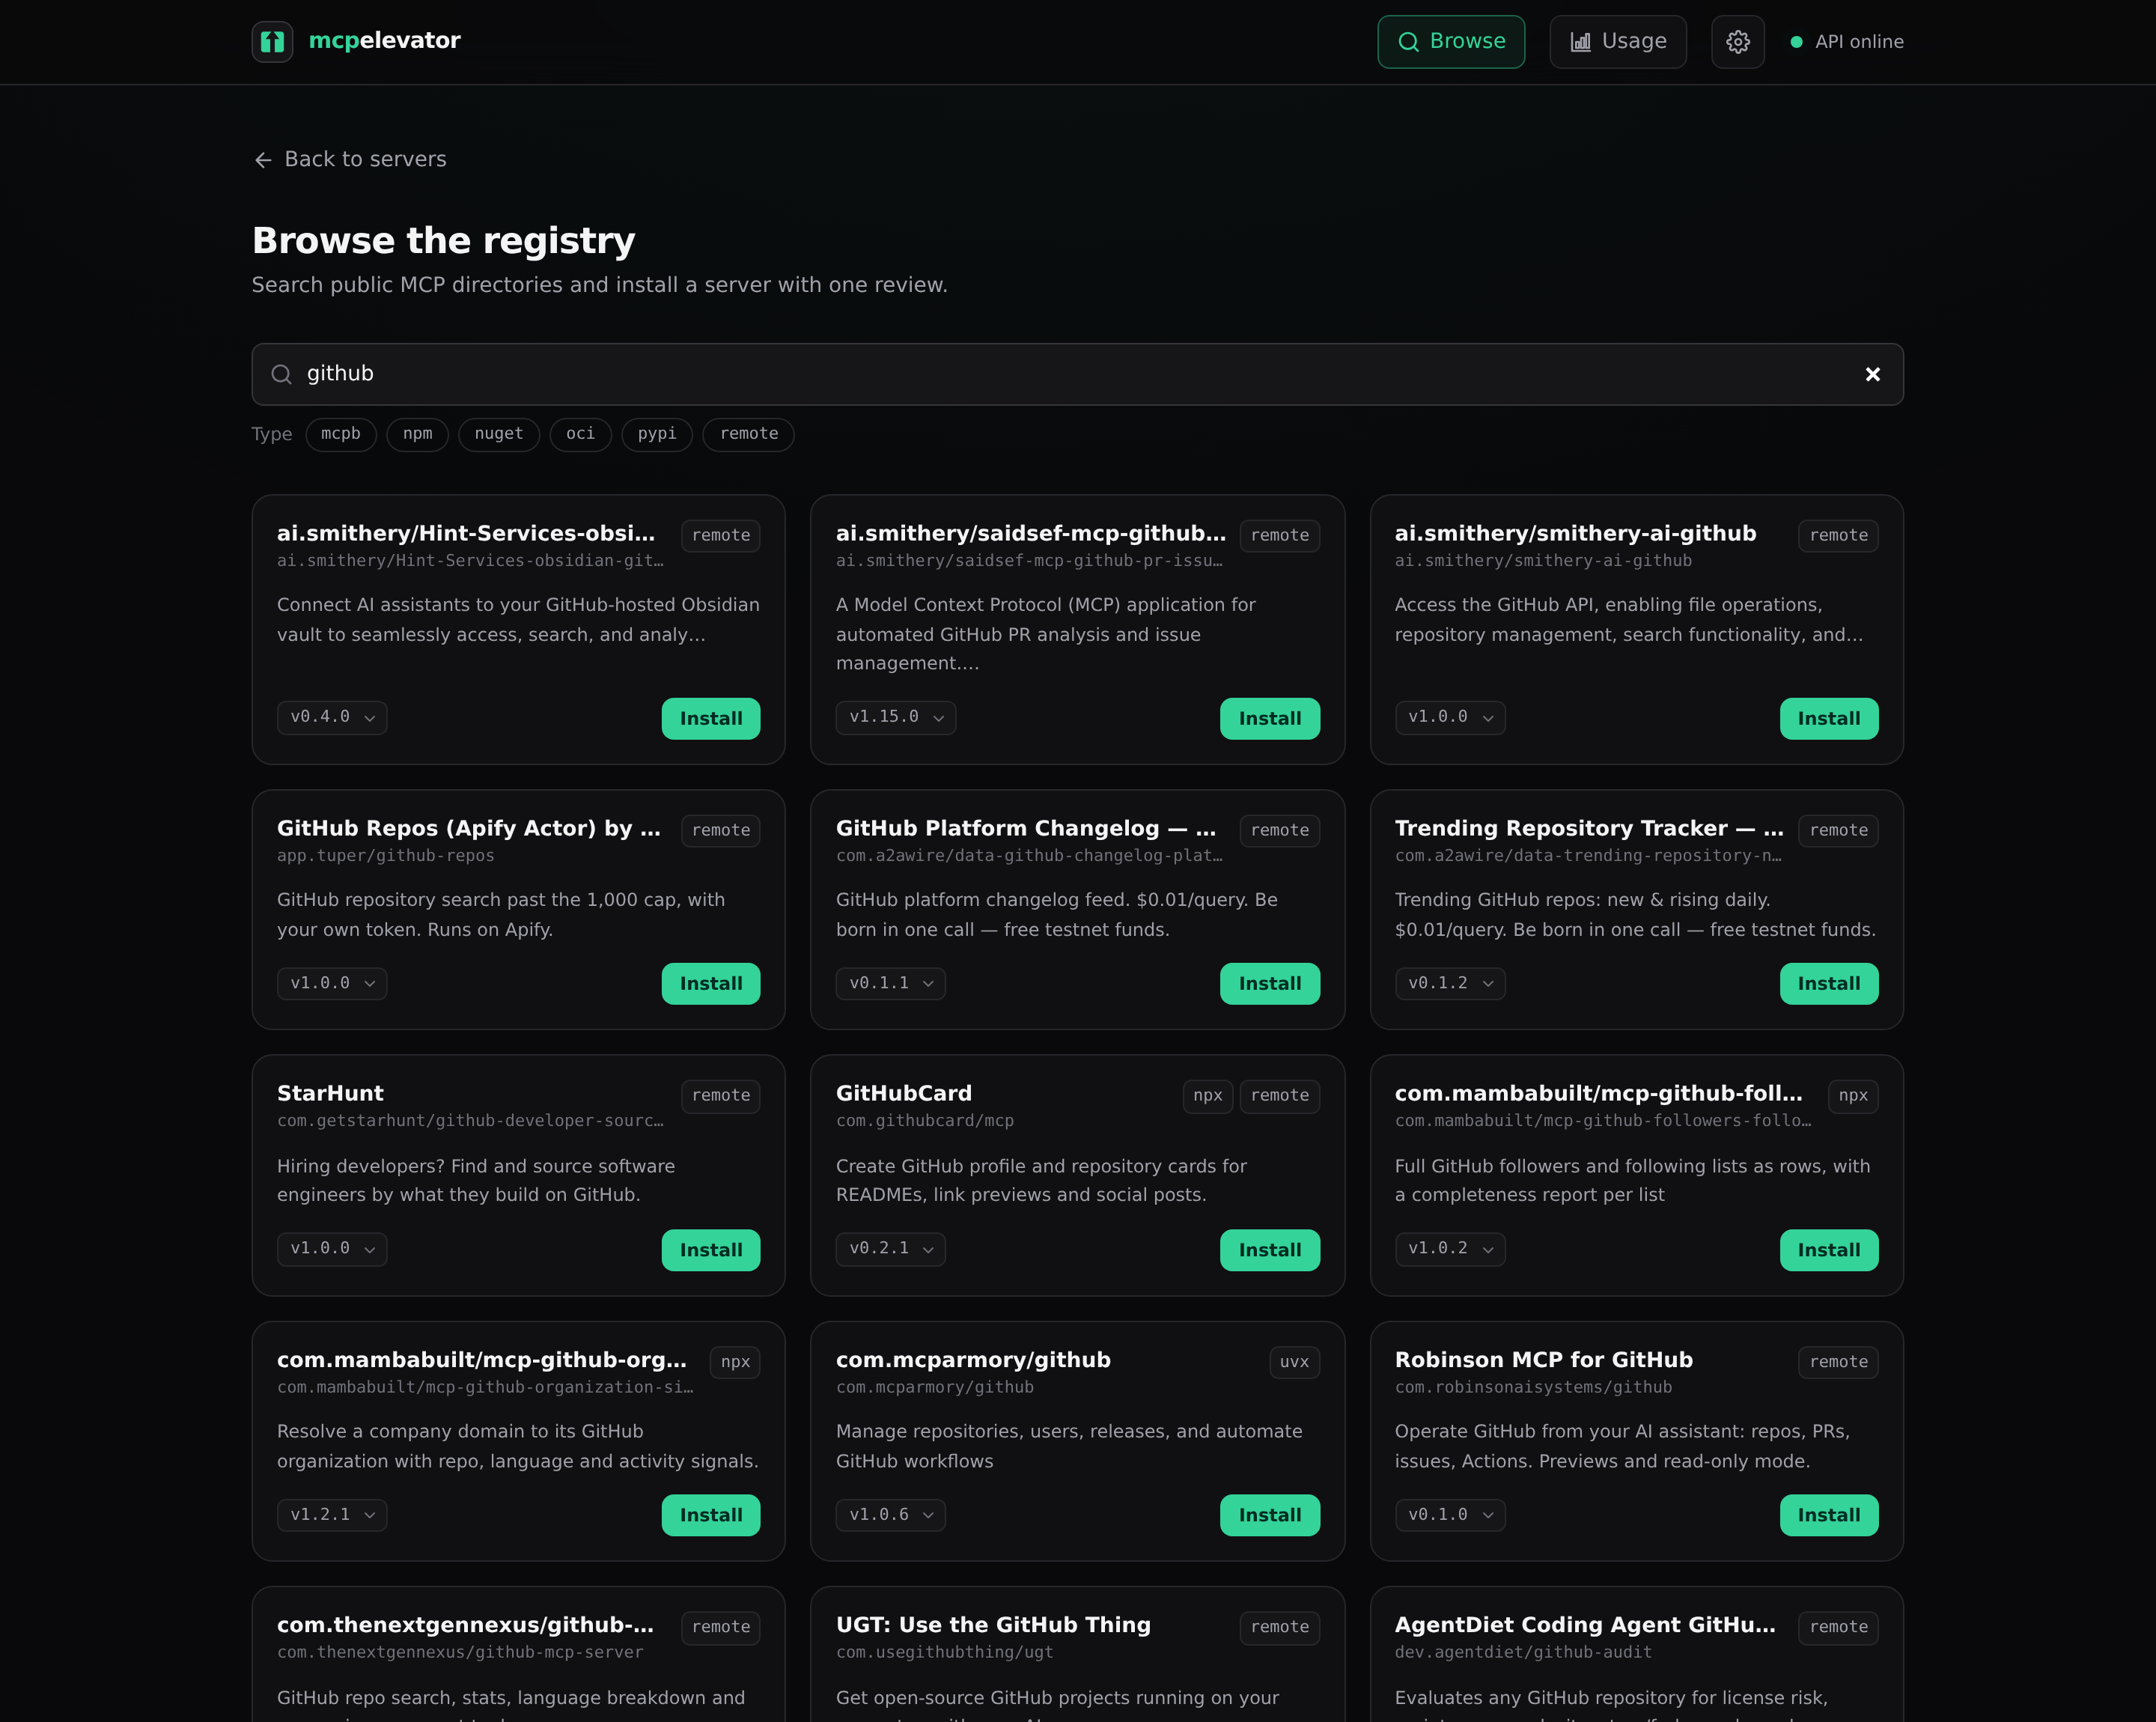 mcpelevator
Browse
Usage
API online
Back to servers
Browse the registry
Search public MCP directories and install a server with one review.
github
Type mcpb npm nuget oci pypi remote
ai.smithery/Hint-Services-obsi… remote
ai.smithery/Hint-Services-obsidian-git…
Connect AI assistants to your GitHub-hosted Obsidian
vault to seamlessly access, search, and analy…
v0.4.0 Install
ai.smithery/saidsef-mcp-github… remote
ai.smithery/saidsef-mcp-github-pr-issu…
A Model Context Protocol (MCP) application for
automated GitHub PR analysis and issue
management.…
v1.15.0 Install
ai.smithery/smithery-ai-github remote
ai.smithery/smithery-ai-github
Access the GitHub API, enabling file operations,
repository management, search functionality, and…
v1.0.0 Install
GitHub Repos (Apify Actor) by … remote
app.tuper/github-repos
GitHub repository search past the 1,000 cap, with
your own token. Runs on Apify.
v1.0.0 Install
GitHub Platform Changelog — … remote
com.a2awire/data-github-changelog-plat…
GitHub platform changelog feed. $0.01/query. Be
born in one call — free testnet funds.
v0.1.1 Install
Trending Repository Tracker — … remote
com.a2awire/data-trending-repository-n…
Trending GitHub repos: new & rising daily.
$0.01/query. Be born in one call — free testnet funds.
v0.1.2 Install
StarHunt remote
com.getstarhunt/github-developer-sourc…
Hiring developers? Find and source software
engineers by what they build on GitHub.
v1.0.0 Install
GitHubCard npx remote
com.githubcard/mcp
Create GitHub profile and repository cards for
READMEs, link previews and social posts.
v0.2.1 Install
com.mambabuilt/mcp-github-foll… npx
com.mambabuilt/mcp-github-followers-follo…
Full GitHub followers and following lists as rows, with
a completeness report per list
v1.0.2 Install
com.mambabuilt/mcp-github-org… npx
com.mambabuilt/mcp-github-organization-si…
Resolve a company domain to its GitHub
organization with repo, language and activity signals.
v1.2.1 Install
com.mcparmory/github uvx
com.mcparmory/github
Manage repositories, users, releases, and automate
GitHub workflows
v1.0.6 Install
Robinson MCP for GitHub remote
com.robinsonaisystems/github
Operate GitHub from your AI assistant: repos, PRs,
issues, Actions. Previews and read-only mode.
v0.1.0 Install
com.thenextgennexus/github-… remote
com.thenextgennexus/github-mcp-server
GitHub repo search, stats, language breakdown and
UGT: Use the GitHub Thing remote
com.usegithubthing/ugt
Get open-source GitHub projects running on your
AgentDiet Coding Agent GitHu… remote
dev.agentdiet/github-audit
Evaluates any GitHub repository for license risk,